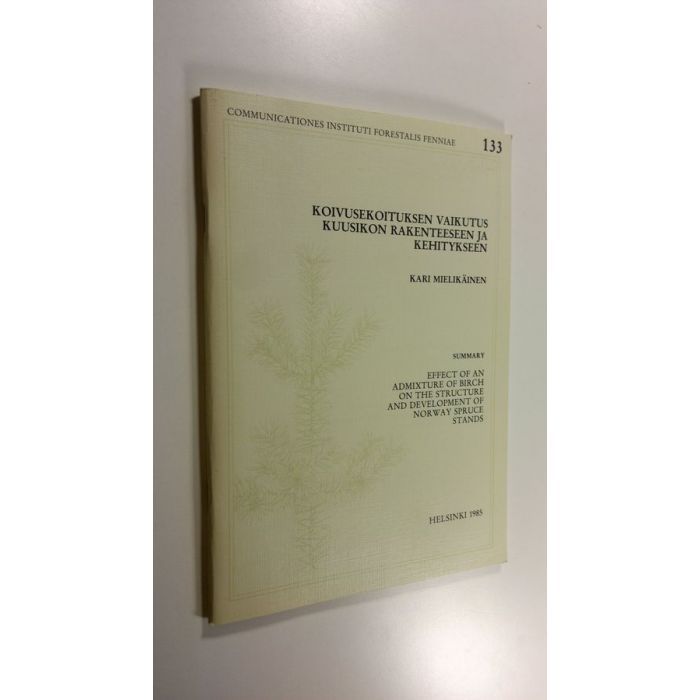 COMMUNICATIONES INSTITUTI FORESTALIS FENNIAE 133
KOIVUSEKOITUKSEN VAIKUTUS
KUUSIKON RAKENTEESEEN JA
KEHITYKSEEN
KARI MIELIKÄINEN
SUMMARY
EFFECT OF AN
ADMIXTURE OF BIRCH
ON THE STRUCTURE
AND DEVELOPMENT OF
NORWAY SPRUCE
STANDS
HELSINKI 1985